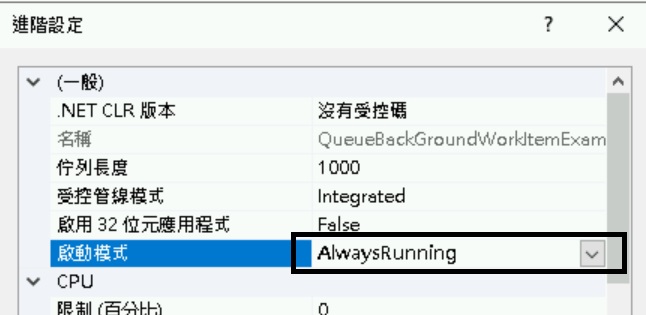 進階設定 ? ×
(一般)
.NET CLR 版本 沒有受控碼
名稱 QueueBackGroundWorkItemExam
佇列長度 1000
受控管線模式 Integrated
啟用 32 位元應用程式 False
啟動模式 AlwaysRunning
CPU
限制 (百分比) 0